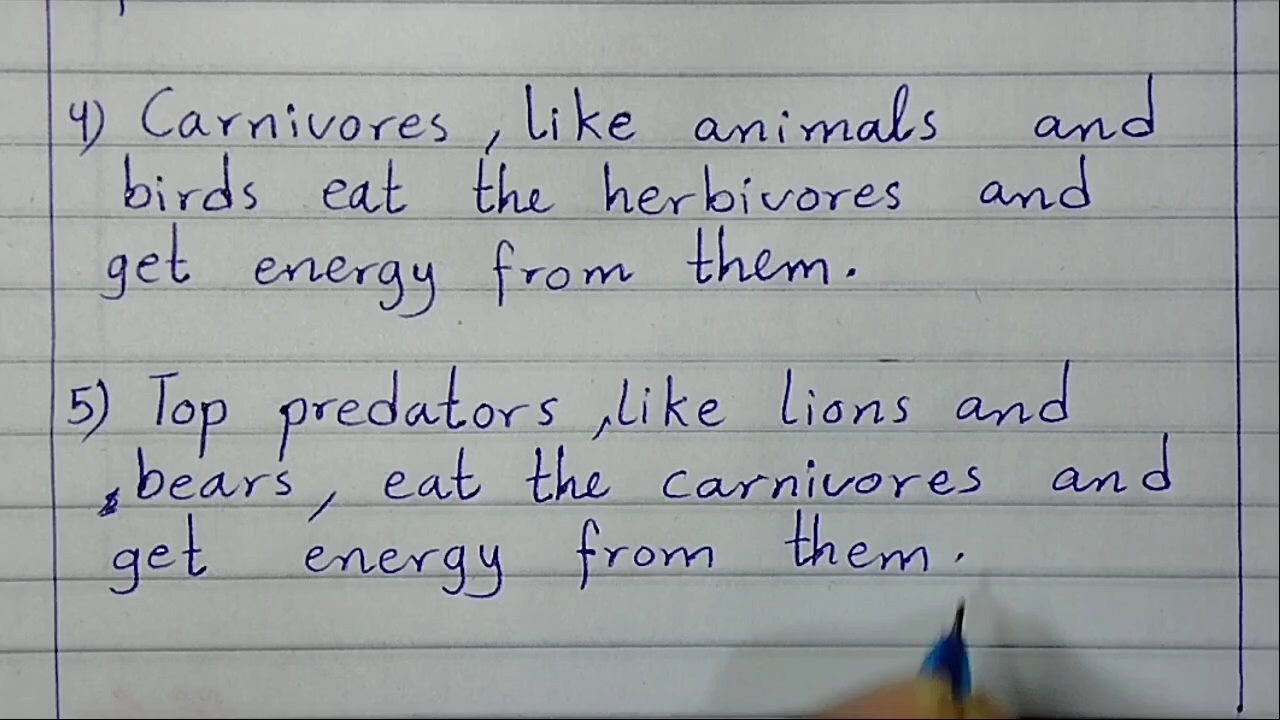 4) Carnivores, like animals and
birds eat the herbivores and
get energy from them.
5) Top predators, like lions and
bears, eat the carnivores and
get energy from them.